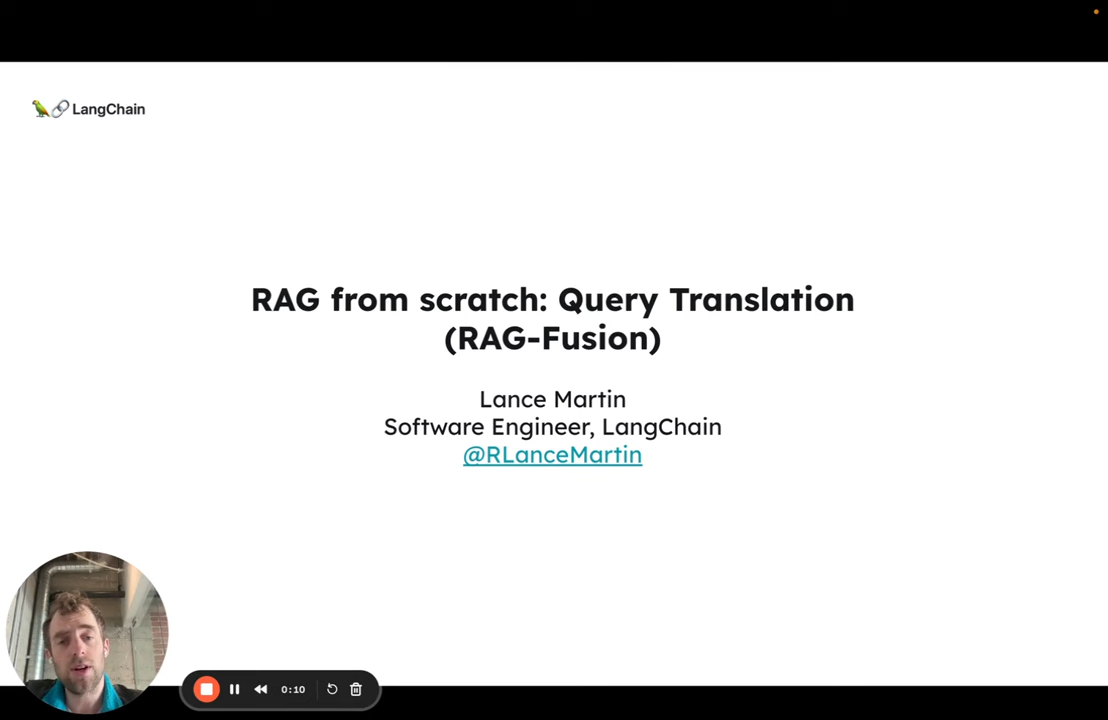 LangChain
RAG from scratch: Query Translation
(RAG-Fusion)
Lance Martin
Software Engineer, LangChain
@RLanceMartin
0:10